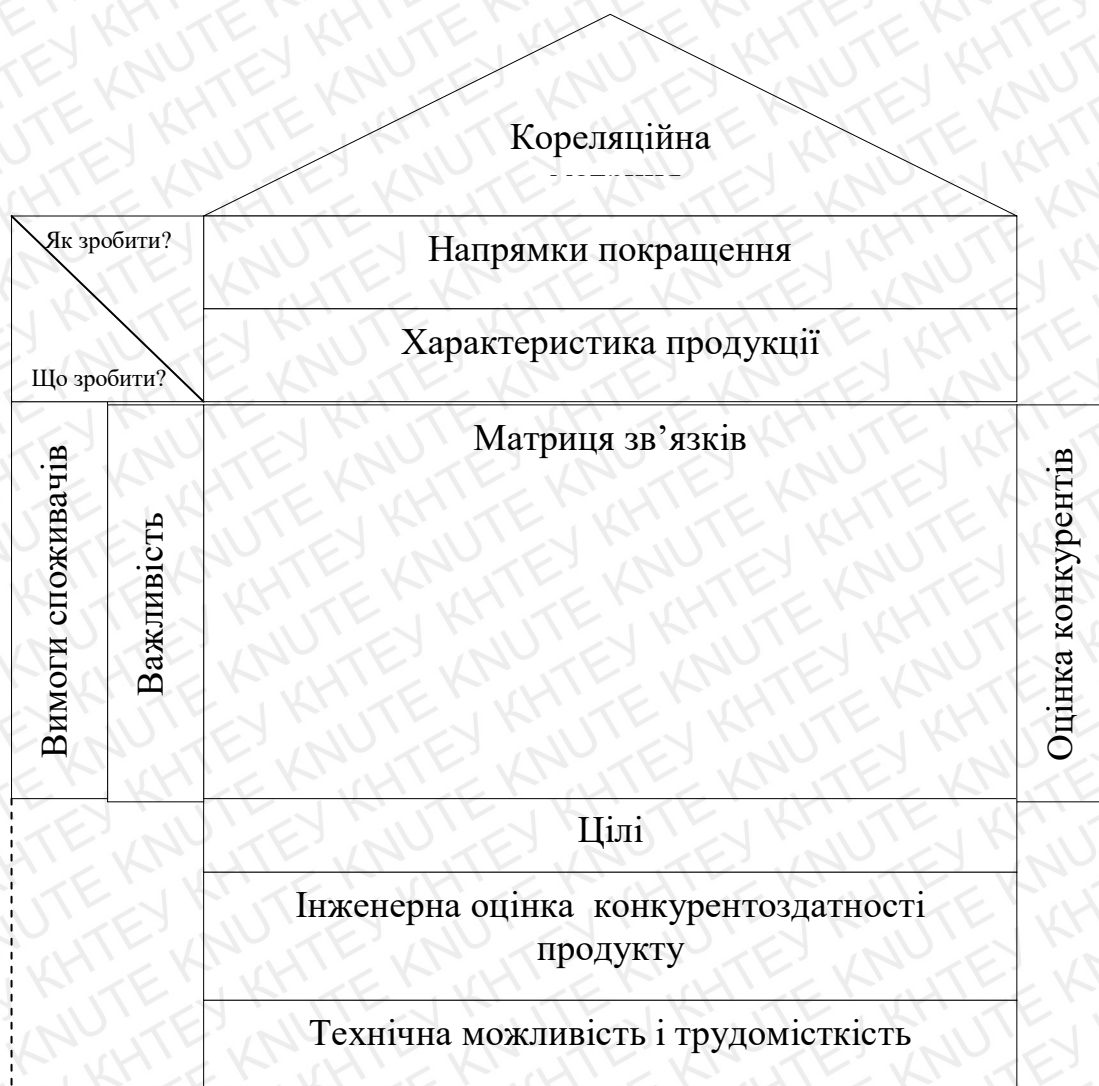 Кореляційна
Як зробити?
Напрямки покращення
Характеристика продукції
Що зробити?
Вимоги споживачів
Важливість
Матриця зв’язків
Оцінка конкурентів
Цілі
Інженерна оцінка конкурентоздатності
продукту
Технічна можливість і трудомісткість